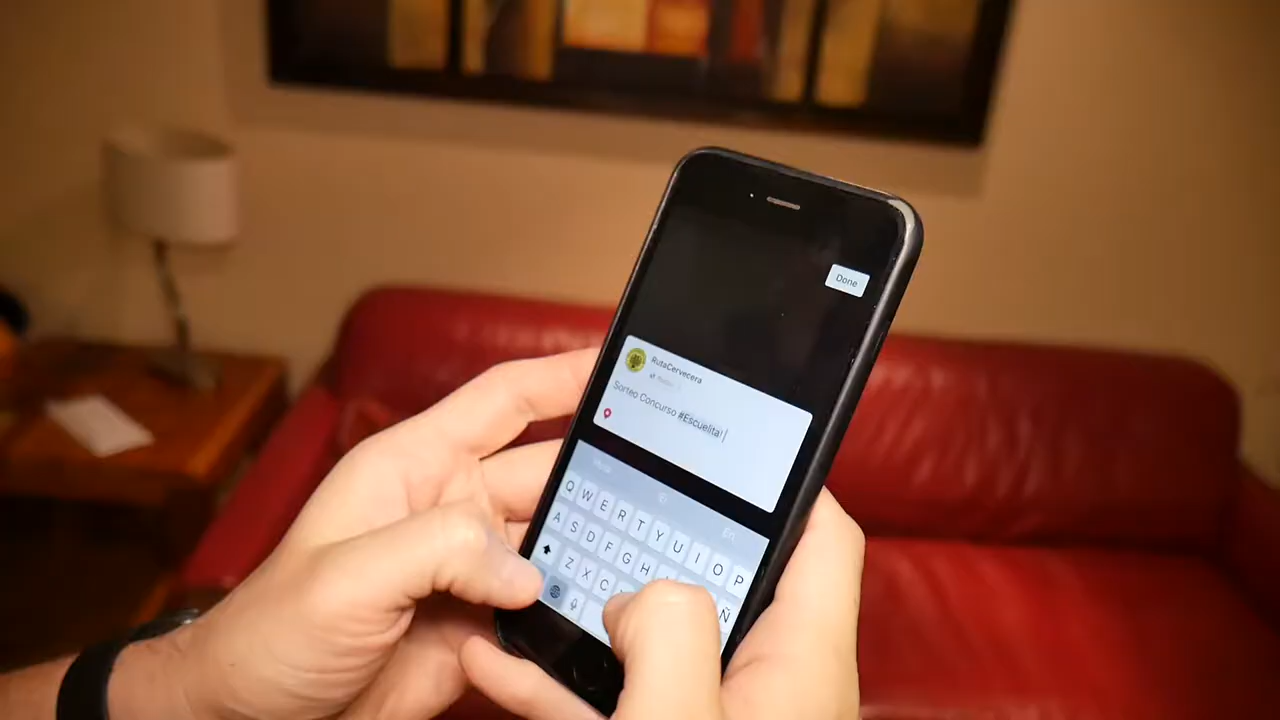 Done
RutaCervecera
Sorteo Concurso #Escuelita!
Q W E R T Y U I O P
A S D F G H
Ñ
Z X C